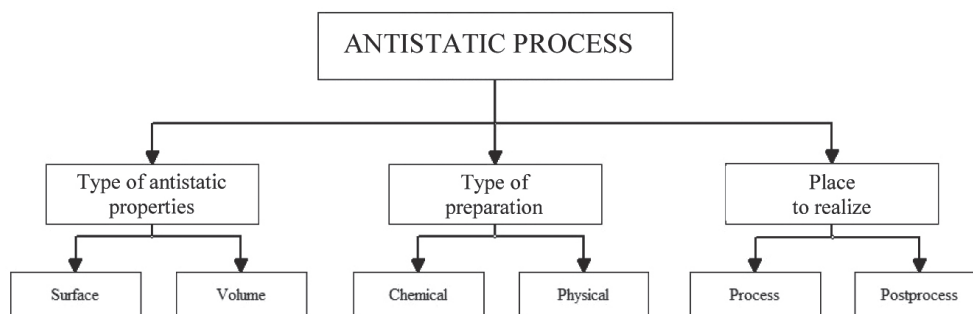 ANTISTATIC PROCESS
Type of antistatic
properties
Type of
preparation
Place
to realize
Surface
Volume
Chemical
Physical
Process
Postprocess